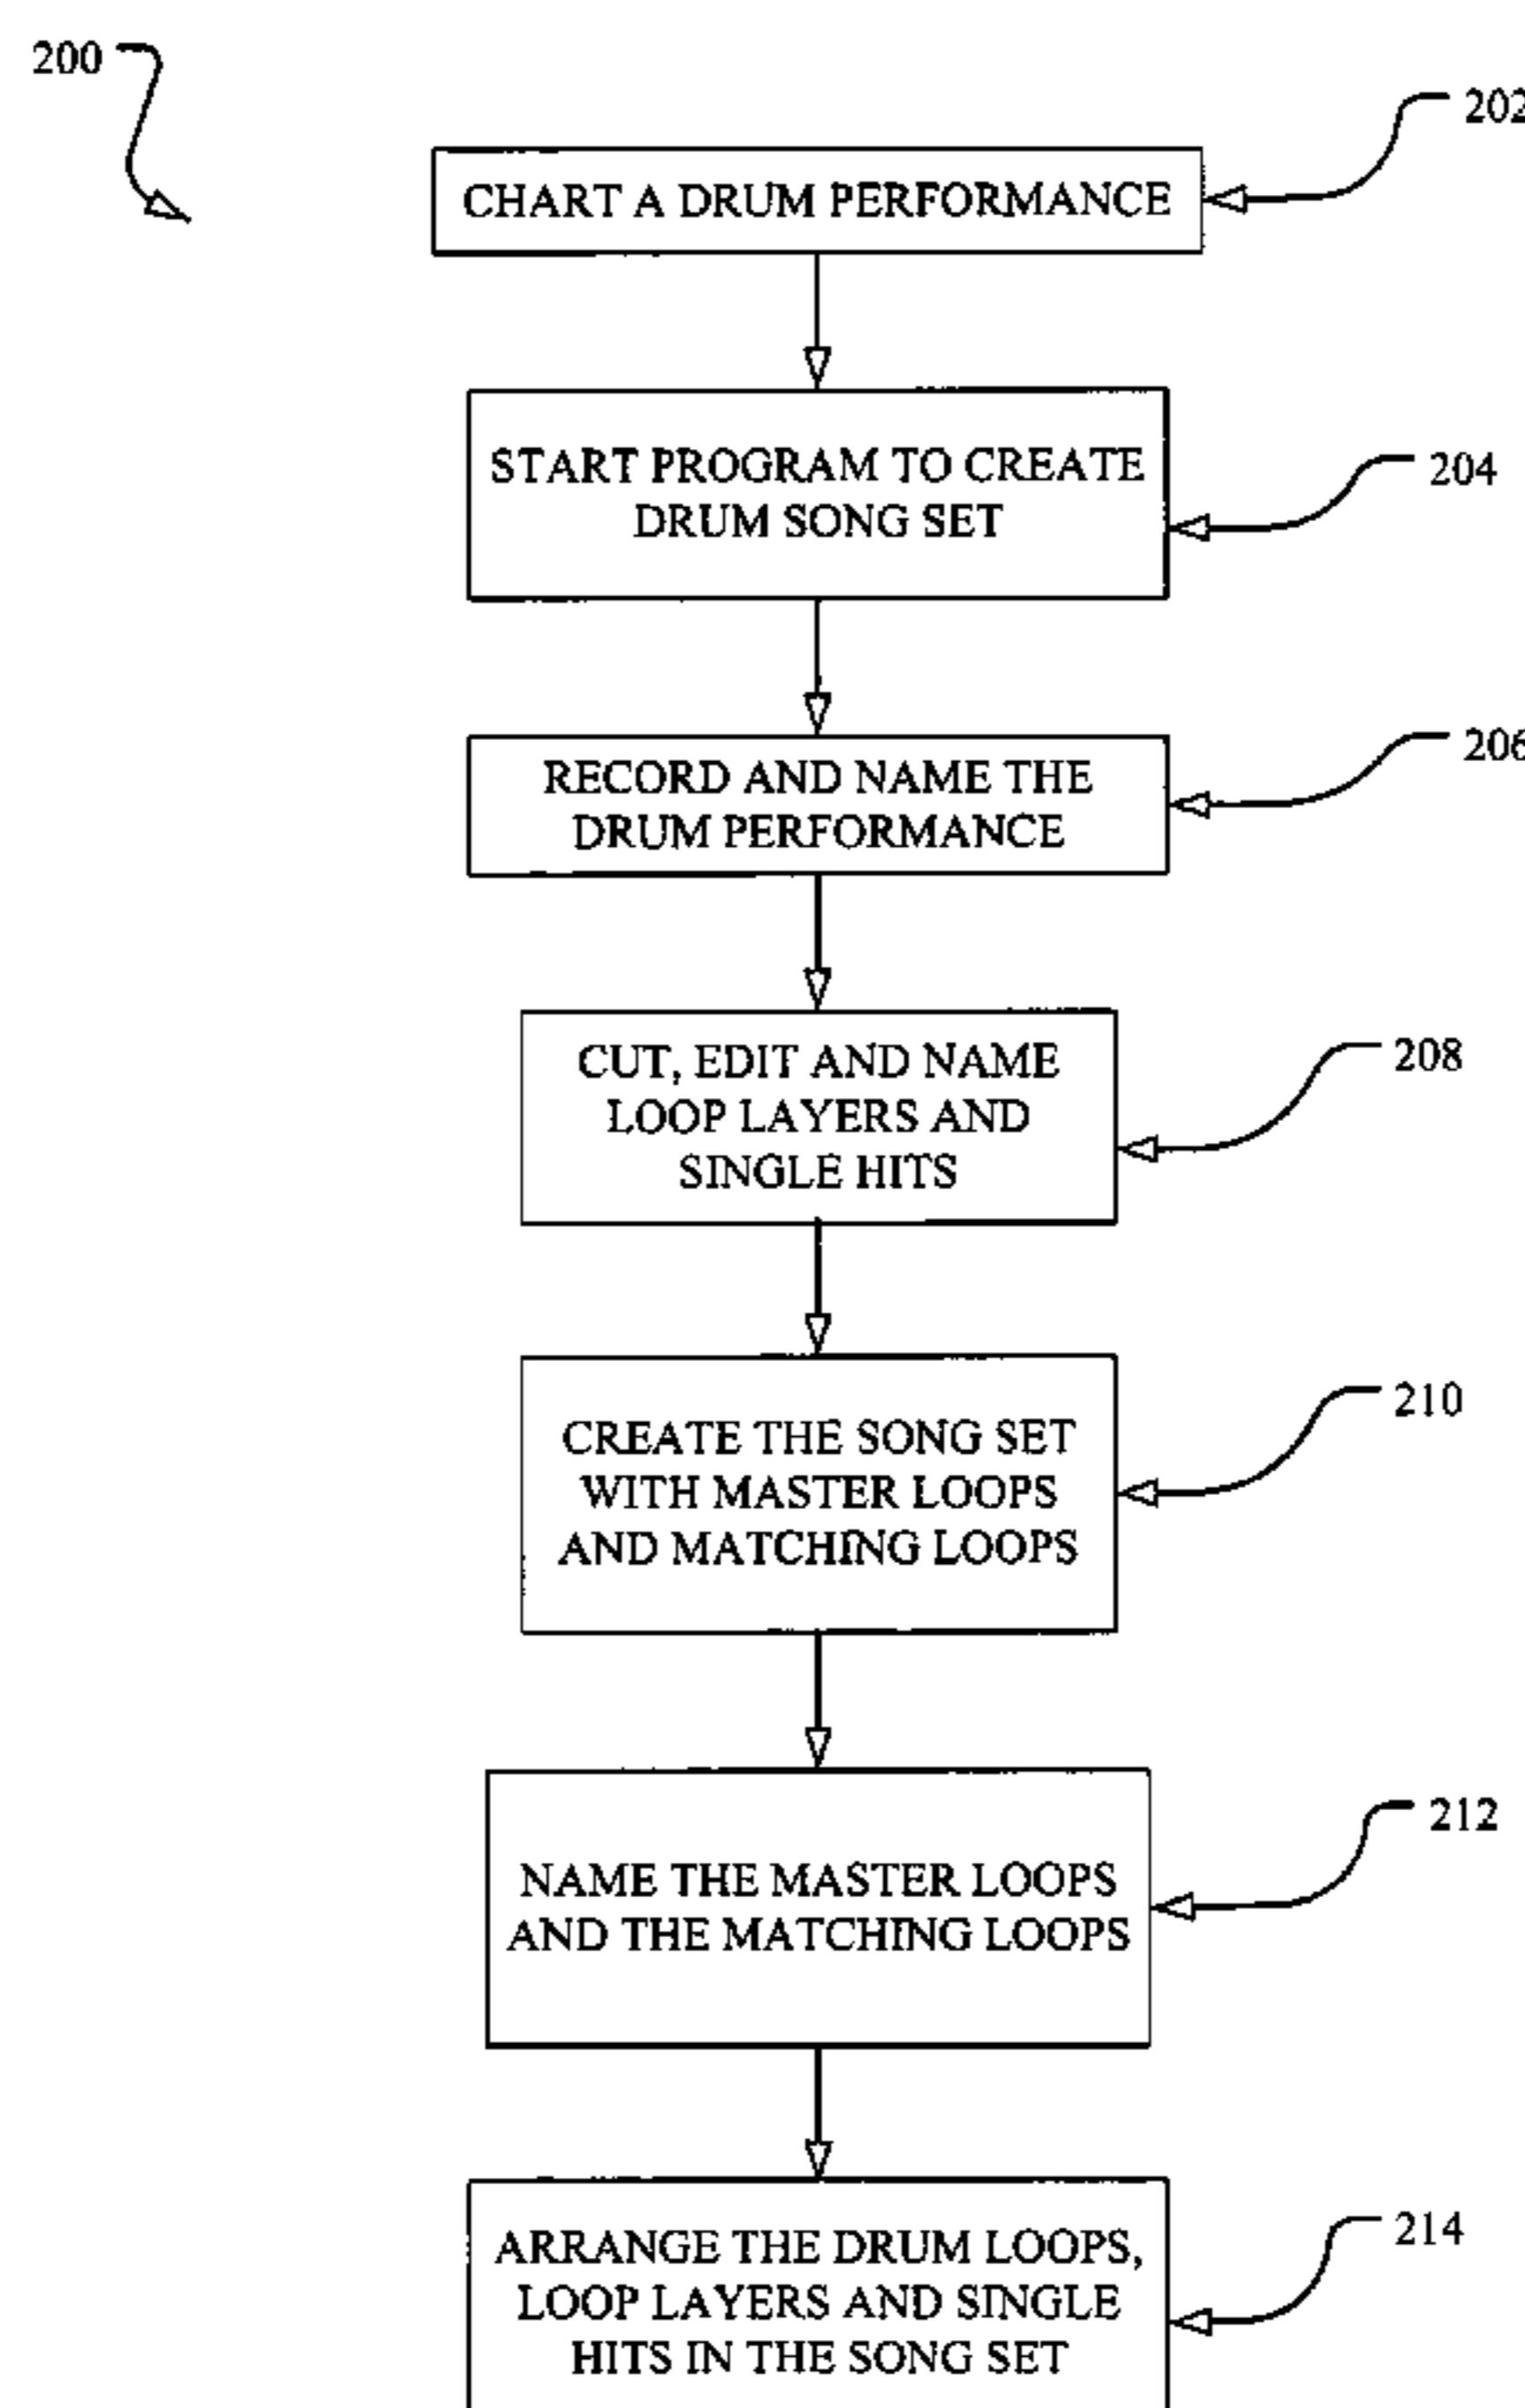 200
202
CHART A DRUM PERFORMANCE
START PROGRAM TO CREATE
DRUM SONG SET
204
206
RECORD AND NAME THE
DRUM PERFORMANCE
CUT, EDIT AND NAME
LOOP LAYERS AND
SINGLE HITS
208
CREATE THE SONG SET
WITH MASTER LOOPS
AND MATCHING LOOPS
210
NAME THE MASTER LOOPS
AND THE MATCHING LOOPS
212
ARRANGE THE DRUM LOOPS,
LOOP LAYERS AND SINGLE
HITS IN THE SONG SET
214